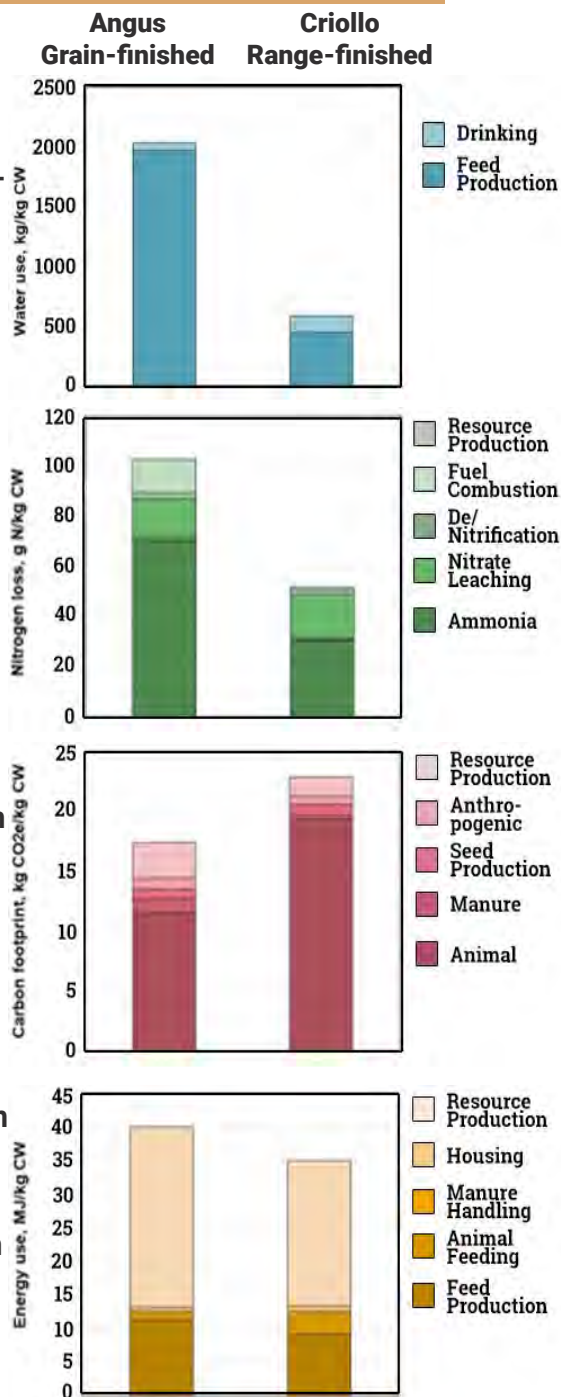 Angus
Grain-finished
Criollo
Range-finished
Water use, kg/kg CW
2500
2000
1500
1000
500
0
Drinking
Feed
Production
Nitrogen loss, g N/kg CW
120
100
80
60
40
20
0
Resource
Production
Fuel
Combustion
De/
Nitrification
Nitrate
Leaching
Ammonia
Carbon footprint, kg CO2e/kg CW
25
20
15
10
5
0
Resource
Production
Anthro-
pogenic
Seed
Production
Manure
Animal
Energy use, MJ/kg CW
45
40
35
30
25
20
15
10
5
0
Resource
Production
Housing
Manure
Handling
Animal
Feeding
Feed
Production